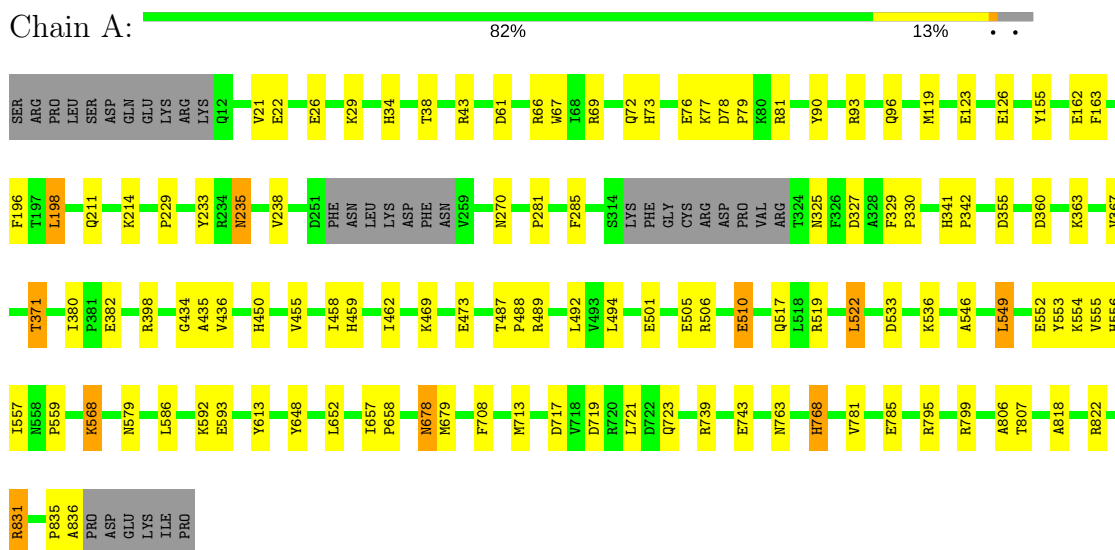 Chain A:
82% 13% • •
SER ARG PRO LEU SER ASP GLN GLU LYS ARG LYS Q12 V21 E22 E26 K29 H34 T38 R43 D61 R66 W67 I68 R69 Q72 H73 E76 K77 D78 P79 K80 R81 Y90 R93 Q96 M119 E123 E126 Y155 E162 F163
F196 T197 L198 Q211 K214 P229 Y233 R234 N235 V238 D251 PHE ASN LEU LYS ASP PHE ASN V259 N270 P281 F285 S314 LYS PHE GLY CYS ARG ASP PRO VAL ARG T324 N325 F326 D327 A328 F329 P330 H341 P342 D355 D360 K363 V367
T371 I380 P381 E382 R398 G434 A435 V436 H450 V455 I458 H459 I462 K469 E473 T487 P488 R489 L492 V493 L494 E501 E505 R506 E510 Q517 L518 R519 L522 D533 K536 A546 L549 E552 Y553 K554 V555 H556
I557 N558 P559 K568 N579 L586 K592 E593 Y613 Y648 L652 I657 P658 N678 M679 F708 M713 D717 V718 D719 R720 L721 D722 Q723 R739 E743 N763 H768 V781 E785 R795 R799 A806 T807 A818 R822
R831 P835 A836 PRO ASP GLU LYS ILE PRO